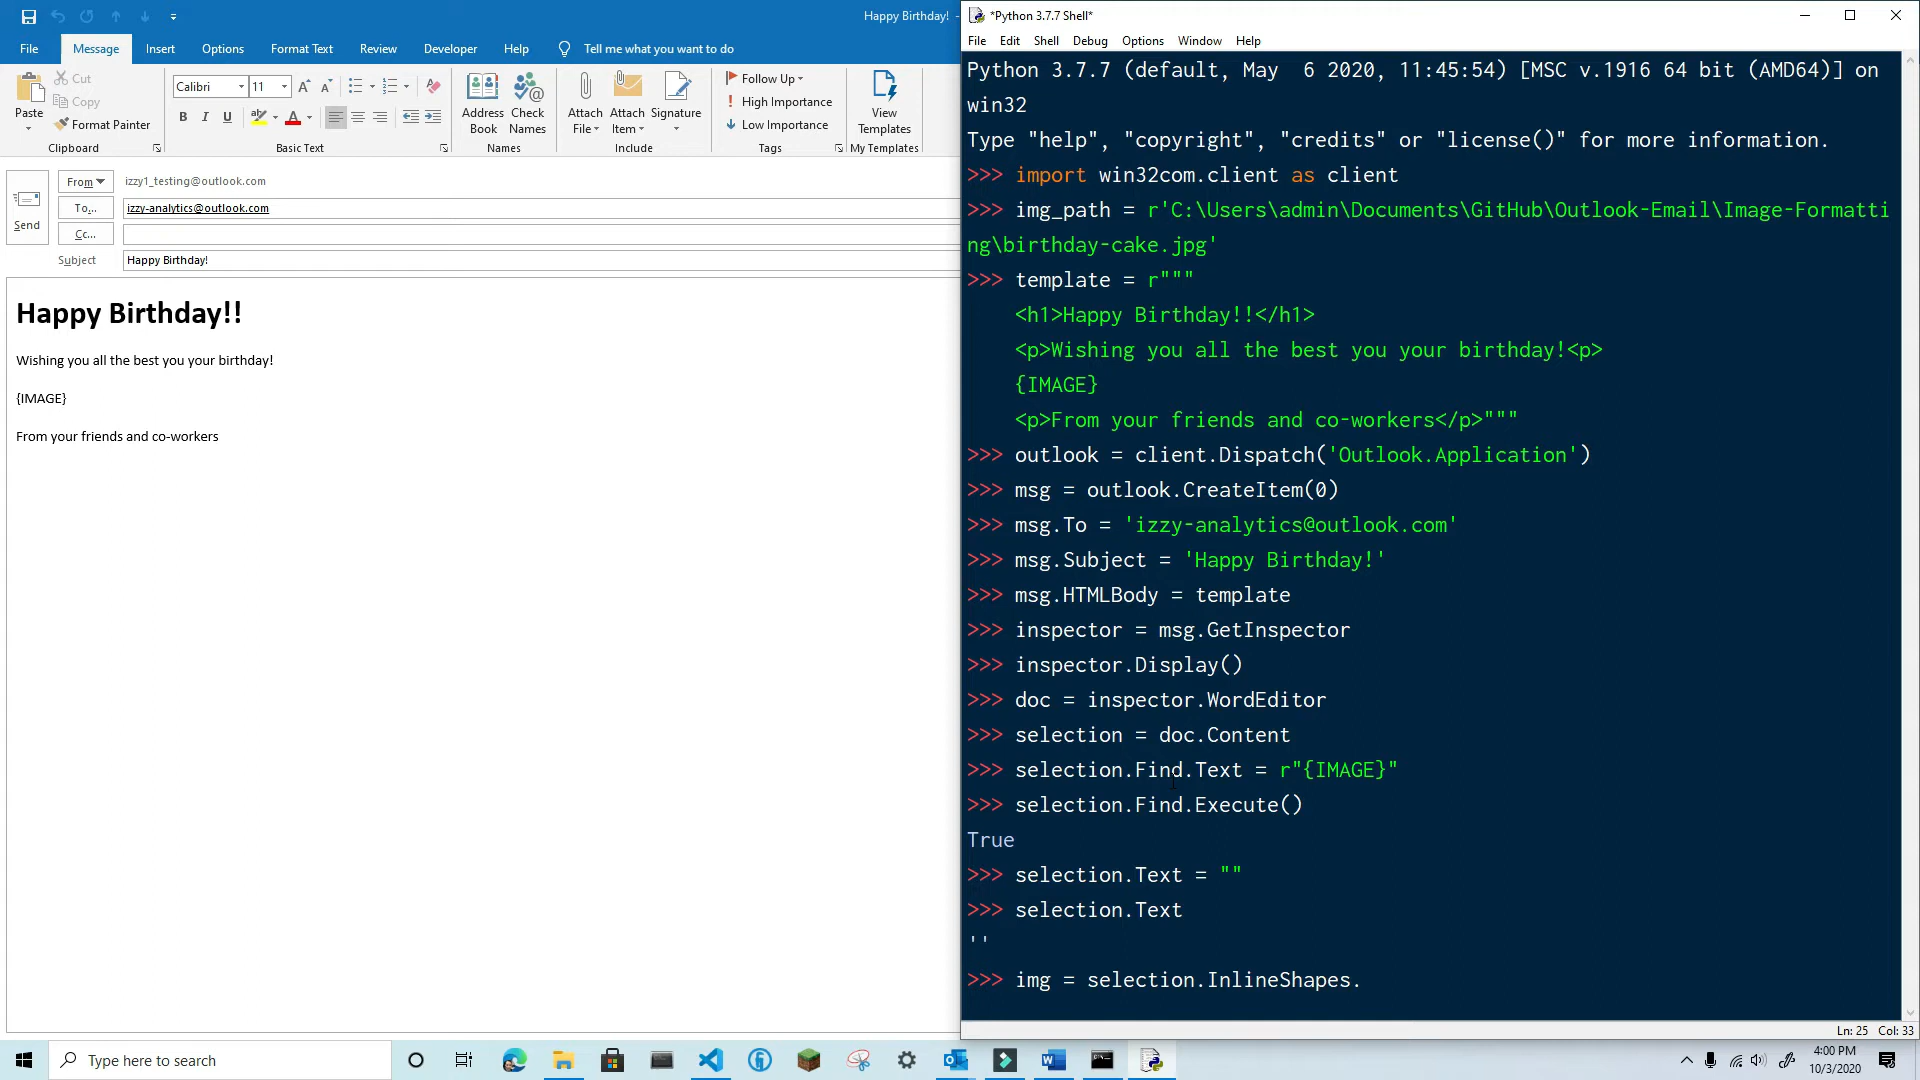 Happy Birthday! -
File
Message
Insert
Options
Format Text
Review
Developer
Help
Tell me what you want to do
Paste
Cut
Copy
Format Painter
Clipboard
Calibri
11
B I U
Basic Text
Address Book
Check Names
Names
Attach File
Attach Item
Signature
Include
Follow Up
High Importance
Low Importance
Tags
View Templates
My Templates
Send
From
izzy1_testing@outlook.com
To...
izzy-analytics@outlook.com
Cc...
Subject
Happy Birthday!
Happy Birthday!!
Wishing you all the best you your birthday!
{IMAGE}
From your friends and co-workers
*Python 3.7.7 Shell*
File Edit Shell Debug Options Window Help
Python 3.7.7 (default, May  6 2020, 11:45:54) [MSC v.1916 64 bit (AMD64)] on
win32
Type "help", "copyright", "credits" or "license()" for more information.
>>> import win32com.client as client
>>> img_path = r'C:\Users\admin\Documents\GitHub\Outlook-Email\Image-Formatti
ng\birthday-cake.jpg'
>>> template = r"""
<h1>Happy Birthday!!</h1>
<p>Wishing you all the best you your birthday!<p>
{IMAGE}
<p>From your friends and co-workers</p>"""
>>> outlook = client.Dispatch('Outlook.Application')
>>> msg = outlook.CreateItem(0)
>>> msg.To = 'izzy-analytics@outlook.com'
>>> msg.Subject = 'Happy Birthday!'
>>> msg.HTMLBody = template
>>> inspector = msg.GetInspector
>>> inspector.Display()
>>> doc = inspector.WordEditor
>>> selection = doc.Content
>>> selection.Find.Text = r"{IMAGE}"
>>> selection.Find.Execute()
True
>>> selection.Text = ""
>>> selection.Text
''
>>> img = selection.InlineShapes.
Ln: 25 Col: 33
Type here to search
4:00 PM
10/3/2020